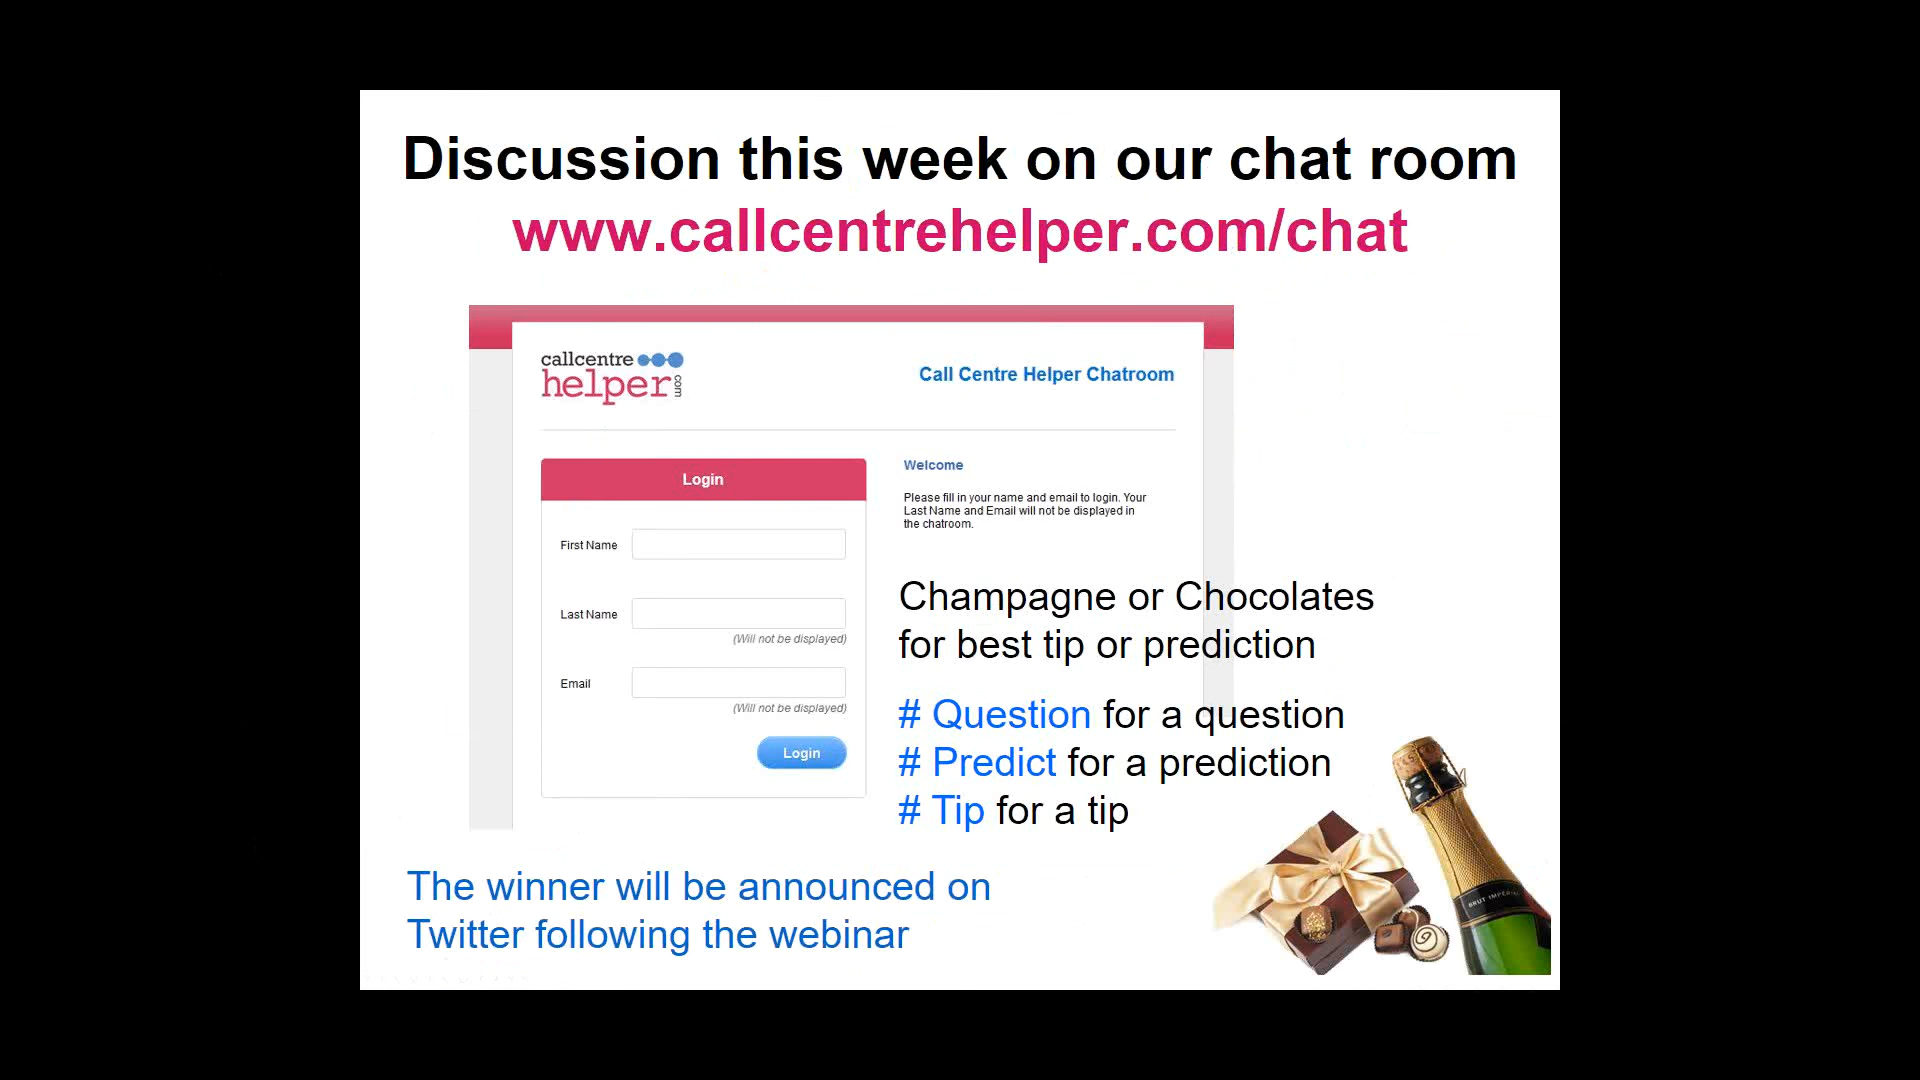 Discussion this week on our chat room
www.callcentrehelper.com/chat
callcentre
helper.com
Call Centre Helper Chatroom
Login
Welcome
Please fill in your name and email to login. Your
Last Name and Email will not be displayed in
the chatroom.
First Name
Last Name
(Will not be displayed)
Email
(Will not be displayed)
Login
Champagne or Chocolates
for best tip or prediction
# Question for a question
# Predict for a prediction
# Tip for a tip
BRUT IMPÉRIAL
The winner will be announced on
Twitter following the webinar